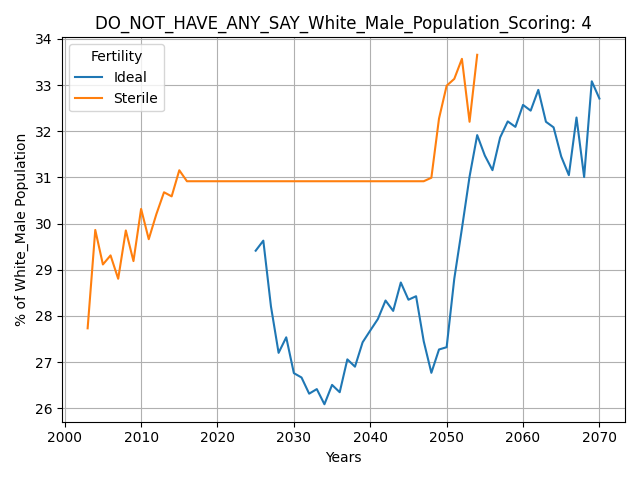 DO_NOT_HAVE_ANY_SAY_White_Male_Population_Scoring: 4
% of White_Male Population
34
33
32
31
30
29
28
27
26
Fertility
Ideal
Sterile
2000 2010 2020 2030 2040 2050 2060 2070
Years